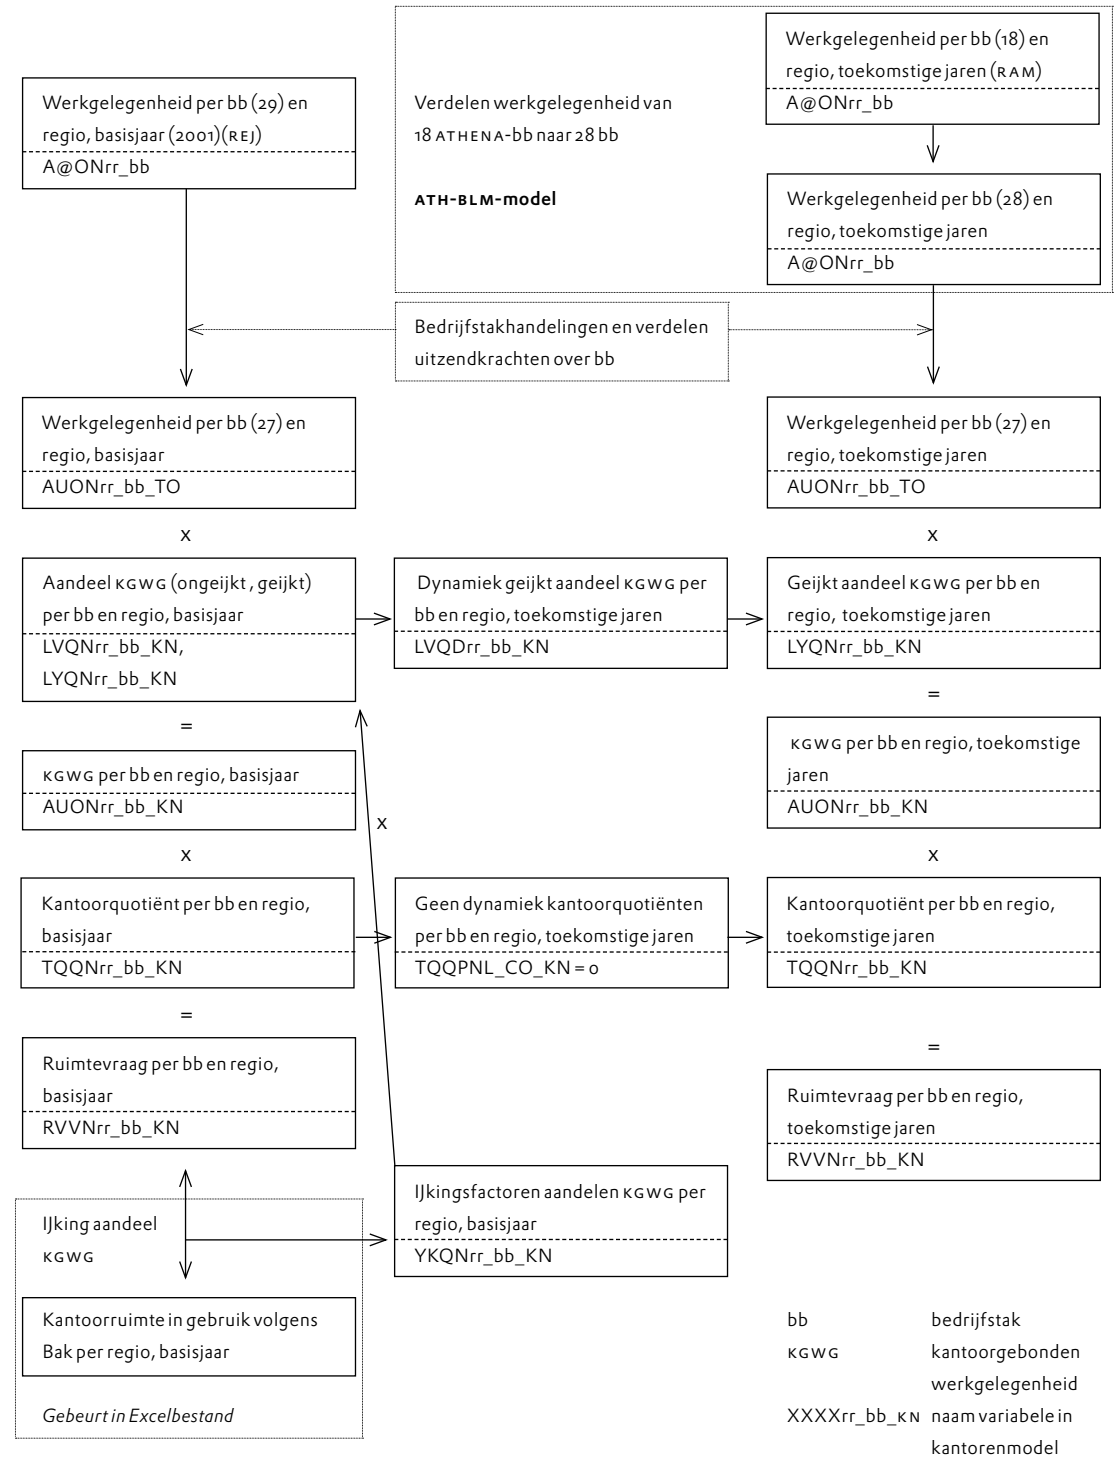 Werkgelegenheid per bb (18) en
regio, toekomstige jaren (RAM)
A@ONrr_bb
Werkgelegenheid per bb (29) en
regio, basisjaar (2001)(REJ)
A@ONrr_bb
Verdelen werkgelegenheid van
18 ATHENA-bb naar 28 bb
ATH-BLM-model
Werkgelegenheid per bb (28) en
regio, toekomstige jaren
A@ONrr_bb
Bedrijfstakhandelingen en verdelen
uitzendkrachten over bb
Werkgelegenheid per bb (27) en
regio, basisjaar
AUONrr_bb_TO
Werkgelegenheid per bb (27) en
regio, toekomstige jaren
AUONrr_bb_TO
x
x
Aandeel KGWG (ongeijkt , geijkt)
per bb en regio, basisjaar
LVQNrr_bb_KN,
LYQNrr_bb_KN
Dynamiek geijkt aandeel KGWG per
bb en regio, toekomstige jaren
LVQDrr_bb_KN
Geijkt aandeel KGWG per bb en
regio, toekomstige jaren
LYQNrr_bb_KN
=
=
KGWG per bb en regio, basisjaar
AUONrr_bb_KN
KGWG per bb en regio, toekomstige
jaren
AUONrr_bb_KN
x
x
x
Kantoorquotiënt per bb en regio,
basisjaar
TQQNrr_bb_KN
Geen dynamiek kantoorquotiënten
per bb en regio, toekomstige jaren
TQQPNL_CO_KN = 0
Kantoorquotiënt per bb en regio,
toekomstige jaren
TQQNrr_bb_KN
=
=
Ruimtevraag per bb en regio,
basisjaar
RVVNrr_bb_KN
Ruimtevraag per bb en regio,
toekomstige jaren
RVVNrr_bb_KN
IJking aandeel
KGWG
IJkingsfactoren aandelen KGWG per
regio, basisjaar
YKQNrr_bb_KN
Kantoorruimte in gebruik volgens
Bak per regio, basisjaar
Gebeurt in Excelbestand
bb bedrijfstak
KGWG kantoorgebonden
werkgelegenheid
XXXXrr_bb_KN naam variabele in
kantorenmodel